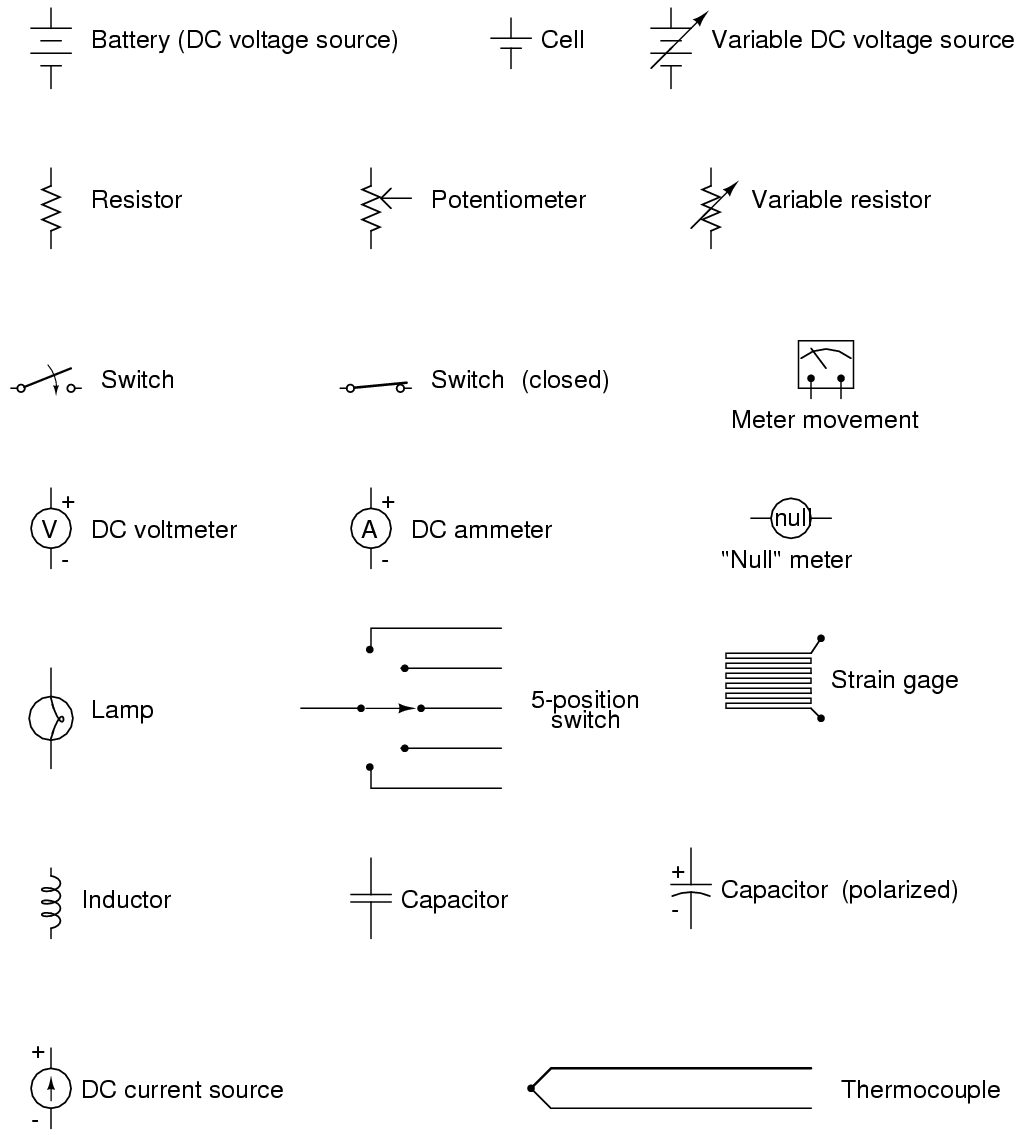 Battery (DC voltage source)
Cell
Variable DC voltage source
Resistor
Potentiometer
Variable resistor
Switch
Switch (closed)
Meter movement
+
V
DC voltmeter
-
+
A
DC ammeter
-
null
"Null" meter
Lamp
5-position
switch
Strain gage
Inductor
Capacitor
+
Capacitor (polarized)
-
+
DC current source
-
Thermocouple